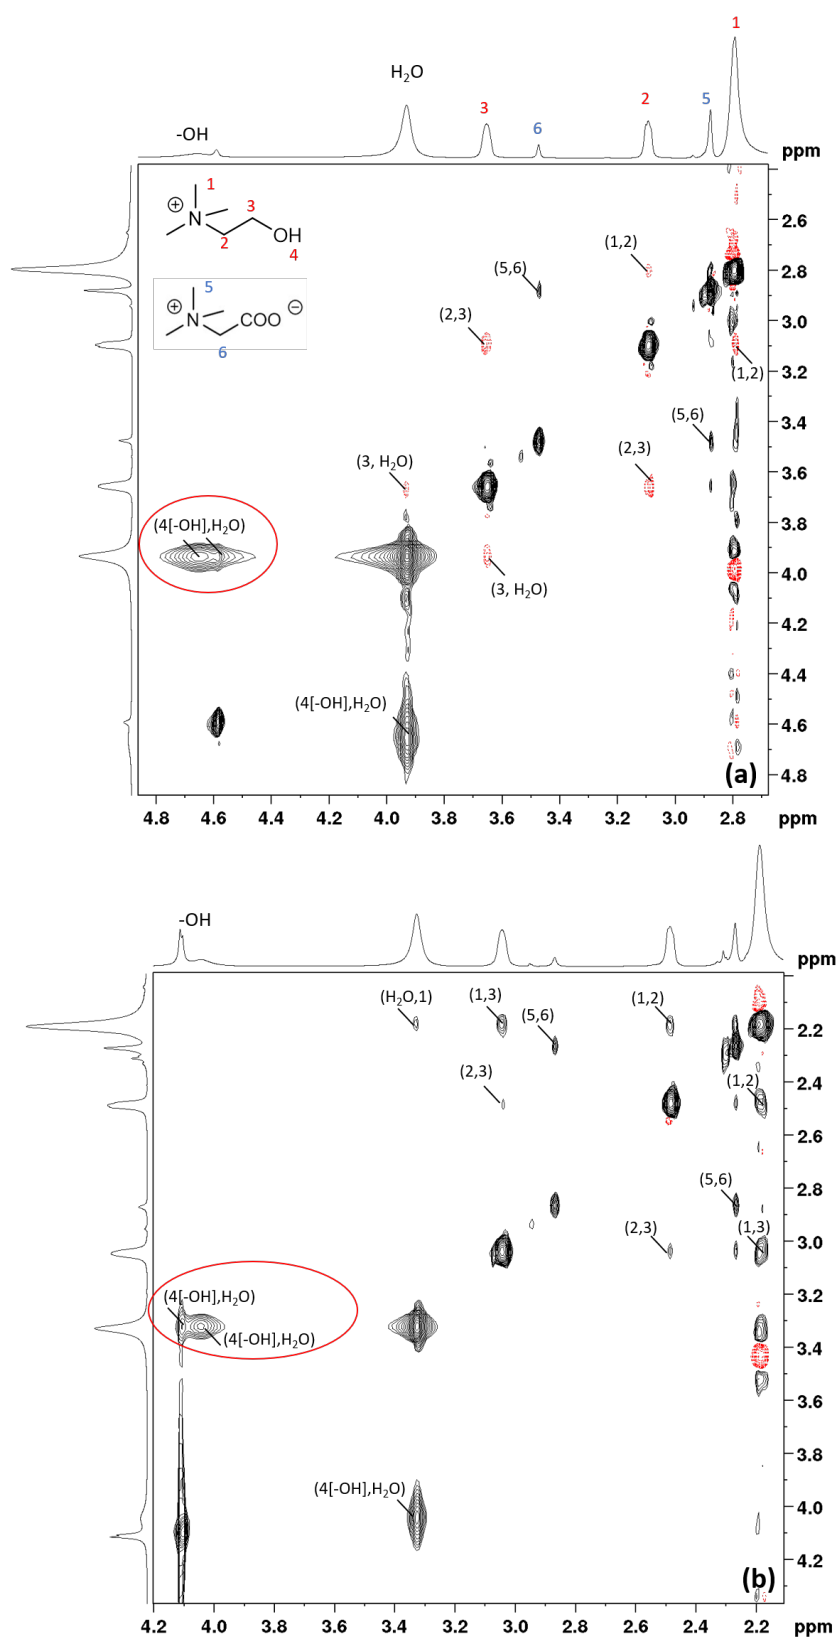 1
H₂O
3
2
5
6
-OH
ppm
1
⊕
N
3
2
OH
4
5
⊕
N
COO ⊖
6
(1,2)
(5,6)
(2,3)
(1,2)
(5,6)
(2,3)
(3, H₂O)
(4[-OH],H₂O)
(3, H₂O)
(4[-OH],H₂O)
(a)
2.6
2.8
3.0
3.2
3.4
3.6
3.8
4.0
4.2
4.4
4.6
4.8
4.8 4.6 4.4 4.2 4.0 3.8 3.6 3.4 3.2 3.0 2.8 ppm
-OH
ppm
(H₂O,1)
(1,3)
(1,2)
(5,6)
(2,3)
(1,2)
(5,6)
(2,3)
(1,3)
(4[-OH],H₂O)
(4[-OH],H₂O)
(4[-OH],H₂O)
(b)
2.2
2.4
2.6
2.8
3.0
3.2
3.4
3.6
3.8
4.0
4.2
4.2 4.0 3.8 3.6 3.4 3.2 3.0 2.8 2.6 2.4 2.2 ppm